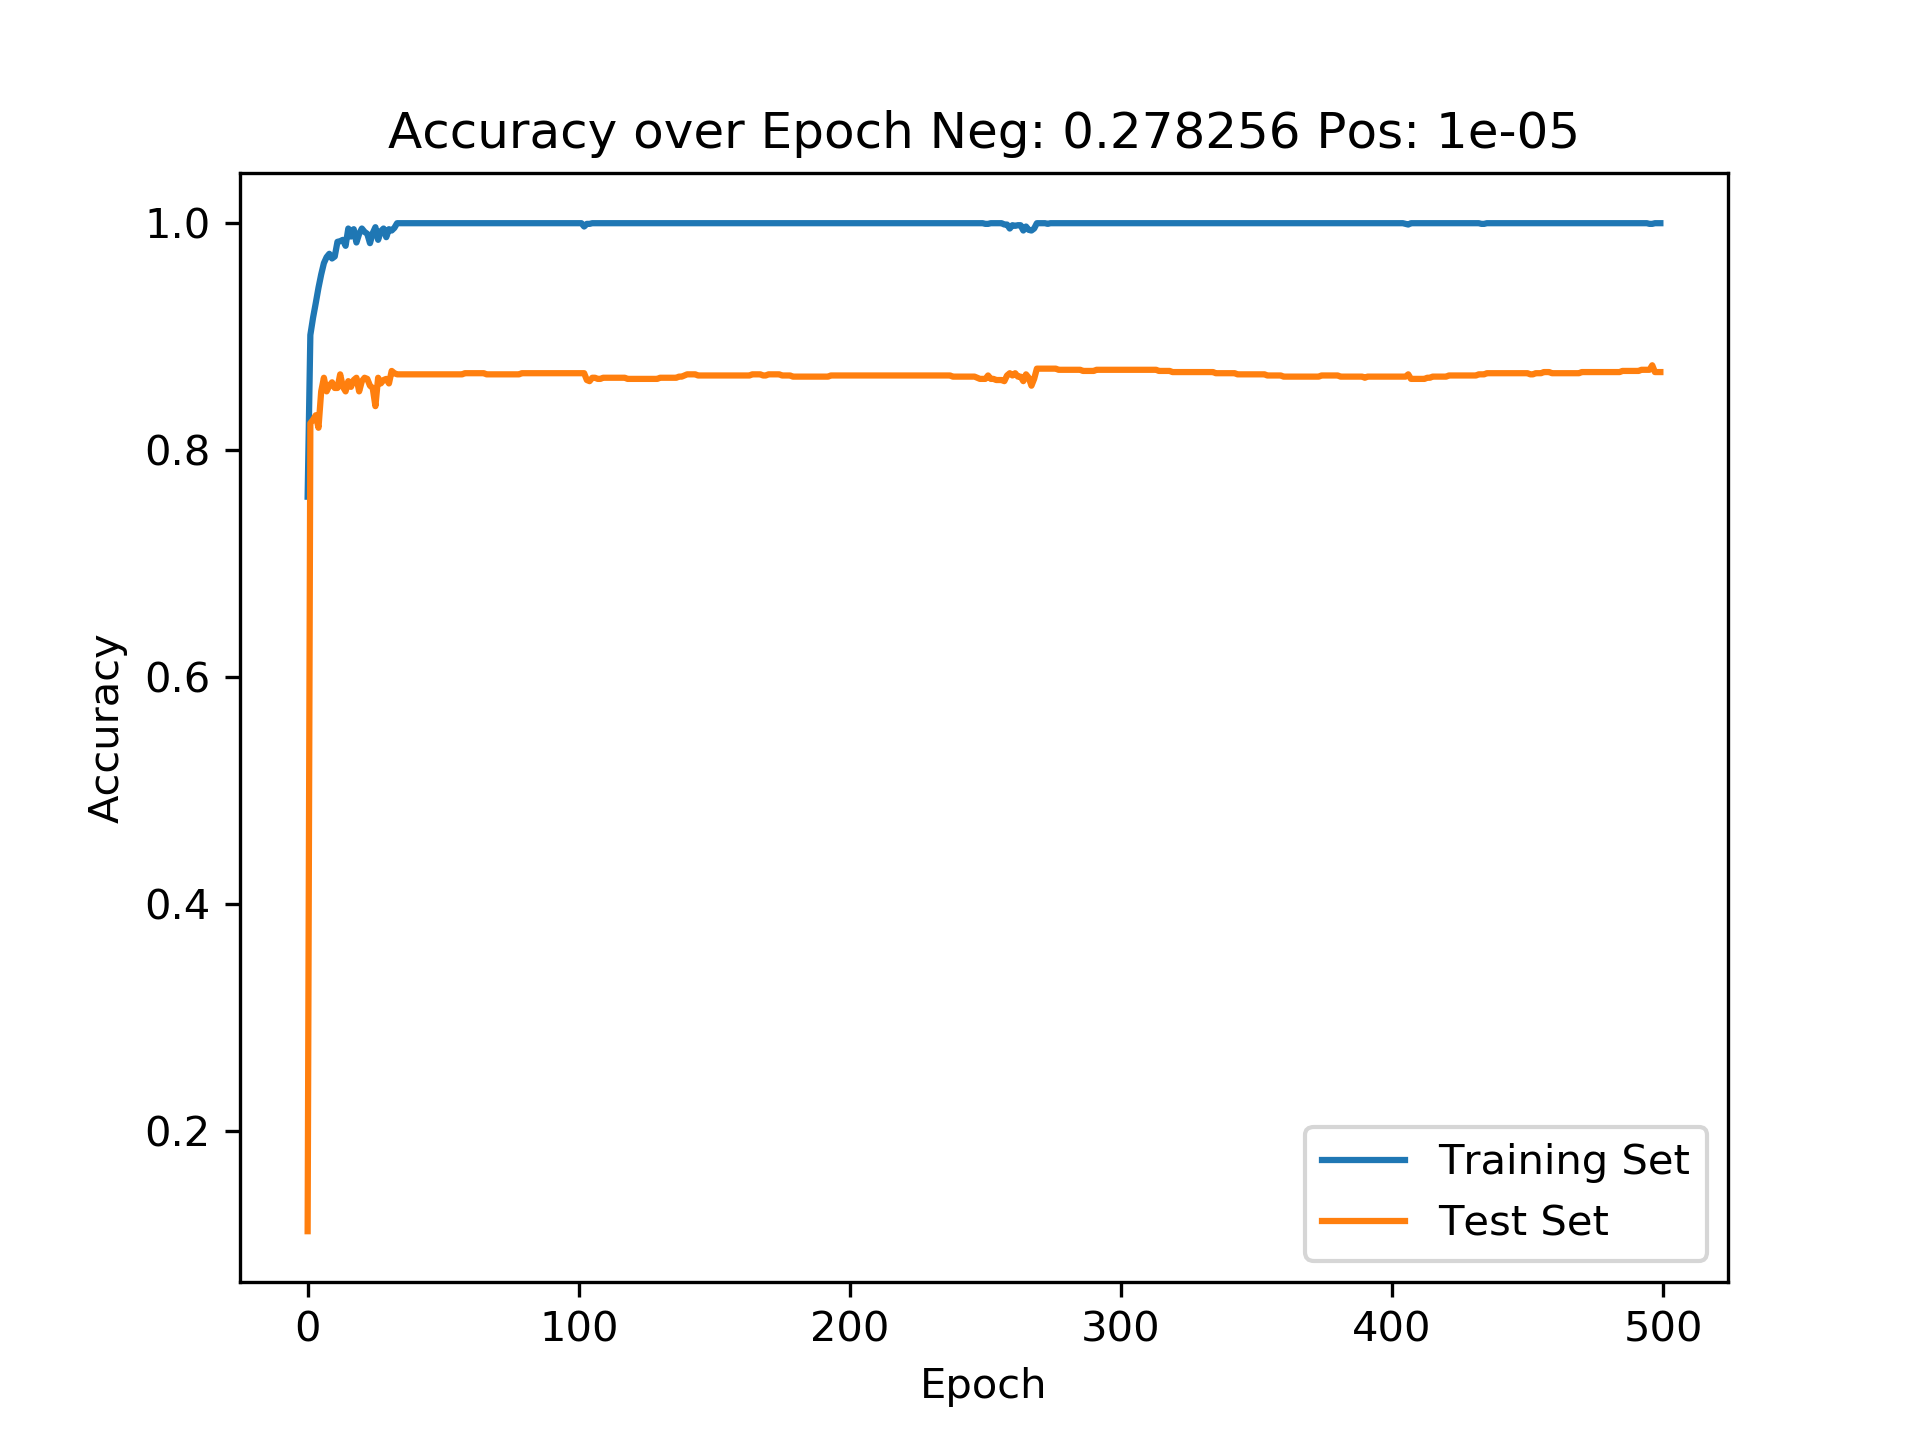 Accuracy over Epoch Neg: 0.278256 Pos: 1e-05
1.0
0.8
0.6
0.4
0.2
Accuracy
Training Set
Test Set
0 100 200 300 400 500
Epoch